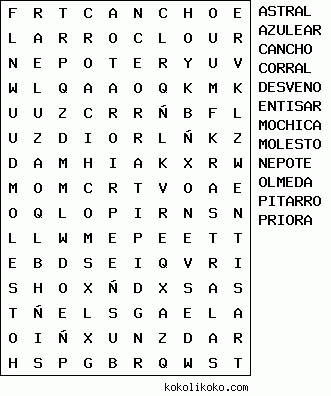 F R T C A N C H O E
L A R R O C L O U R
N E P O T E R Y U V
W L Q A A O Q K M K
U U Z C R R Ñ B F L
U Z D I O R L Ñ K Z
D A M H I A K X R W
M O M C R T V O A E
O Q L O P I R N S N
L L W M E P E E T T
E B D S E I Q V R I
S H O X Ñ D X S A S
T Ñ E L S G A E L A
O I Ñ X U N Z D A R
H S P G B R Q W S T
ASTRAL
AZULEAR
CANCHO
CORRAL
DESVENO
ENTISAR
MOCHICA
MOLESTO
NEPOTE
OLMEDA
PITARRO
PRIORA
kokolikoko.com